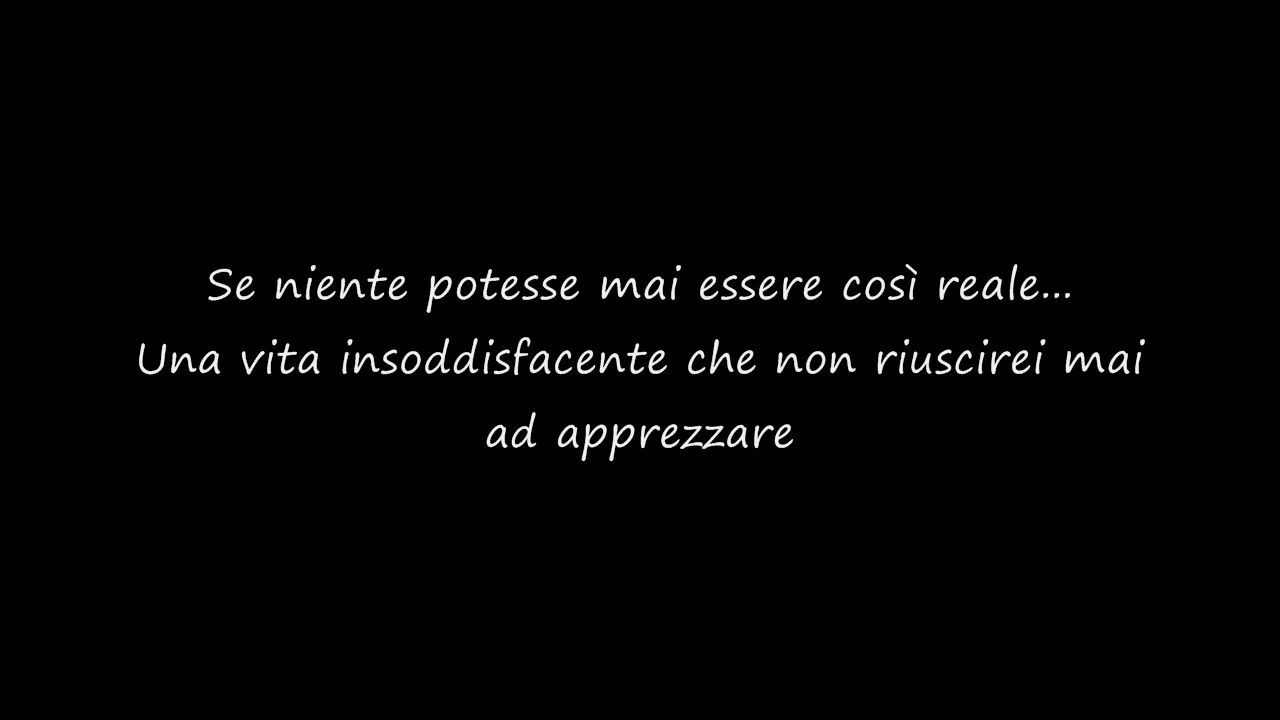 Se niente potesse mai essere così reale...
Una vita insoddisfacente che non riuscirei mai
ad apprezzare